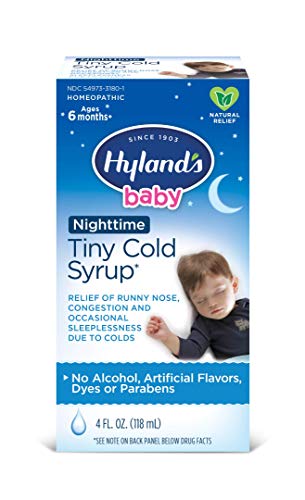 NDC 54973-3180-1
HOMEOPATHIC
Ages
6 months+
NATURAL
RELIEF
SINCE 1903
Hyland's
baby
Nighttime
Tiny Cold
Syrup*
RELIEF OF RUNNY NOSE,
CONGESTION AND
OCCASIONAL
SLEEPLESSNESS
DUE TO COLDS
No Alcohol, Artificial Flavors,
Dyes or Parabens
4 FL. OZ. (118 mL)
*SEE NOTE ON BACK PANEL BELOW DRUG FACTS